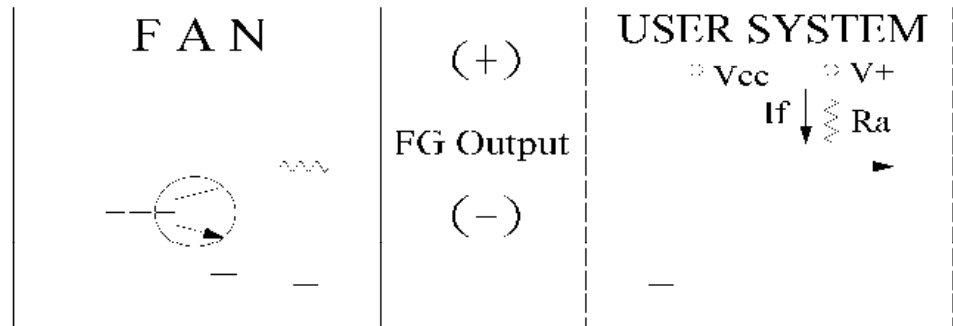 F A N
(+)
FG Output
(−)
USER SYSTEM
Vcc
V+
If
Ra